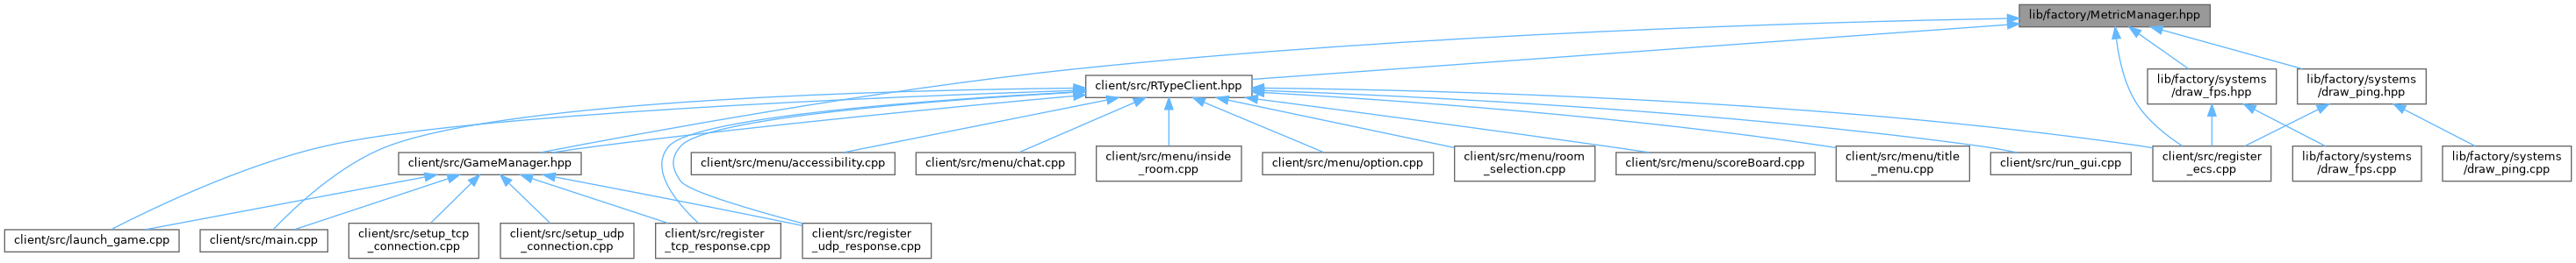 lib/factory/MetricManager.hpp
client/src/RTypeClient.hpp
lib/factory/systems
/draw_fps.hpp
lib/factory/systems
/draw_ping.hpp
client/src/GameManager.hpp
client/src/menu/accessibility.cpp
client/src/menu/chat.cpp
client/src/menu/inside
_room.cpp
client/src/menu/option.cpp
client/src/menu/room
_selection.cpp
client/src/menu/scoreBoard.cpp
client/src/menu/title
_menu.cpp
client/src/run_gui.cpp
client/src/register
_ecs.cpp
lib/factory/systems
/draw_fps.cpp
lib/factory/systems
/draw_ping.cpp
client/src/launch_game.cpp
client/src/main.cpp
client/src/setup_tcp
_connection.cpp
client/src/setup_udp
_connection.cpp
client/src/register
_tcp_response.cpp
client/src/register
_udp_response.cpp